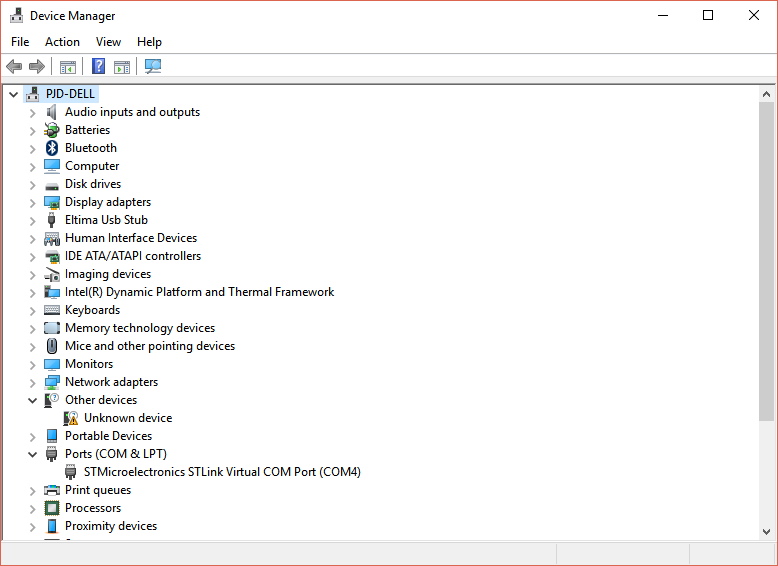 Device Manager
File Action View Help
PJD-DELL
Audio inputs and outputs
Batteries
Bluetooth
Computer
Disk drives
Display adapters
Eltima Usb Stub
Human Interface Devices
IDE ATA/ATAPI controllers
Imaging devices
Intel(R) Dynamic Platform and Thermal Framework
Keyboards
Memory technology devices
Mice and other pointing devices
Monitors
Network adapters
Other devices
Unknown device
Portable Devices
Ports (COM & LPT)
STMicroelectronics STLink Virtual COM Port (COM4)
Print queues
Processors
Proximity devices